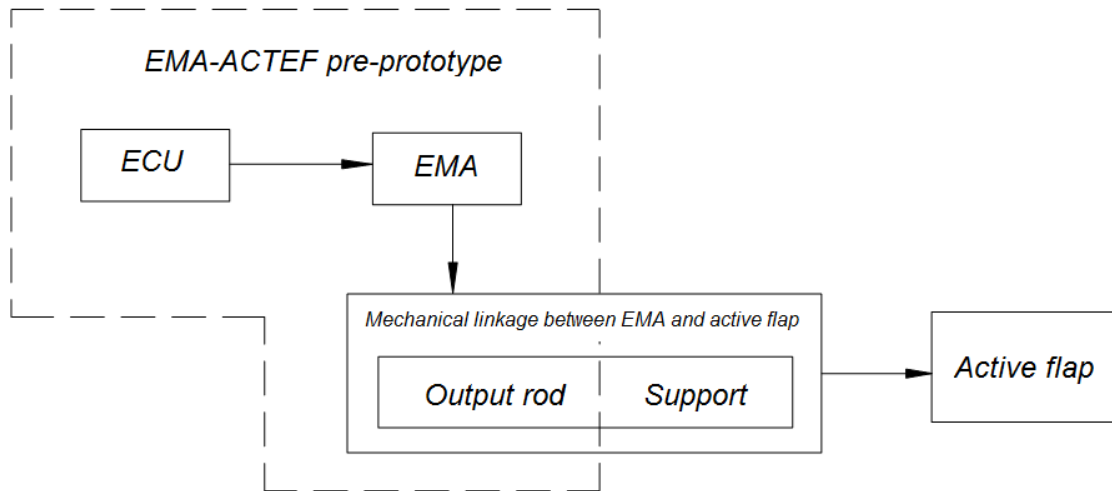 EMA-ACTEF pre-prototype
ECU
EMA
Mechanical linkage between EMA and active flap
Output rod
Support
Active flap